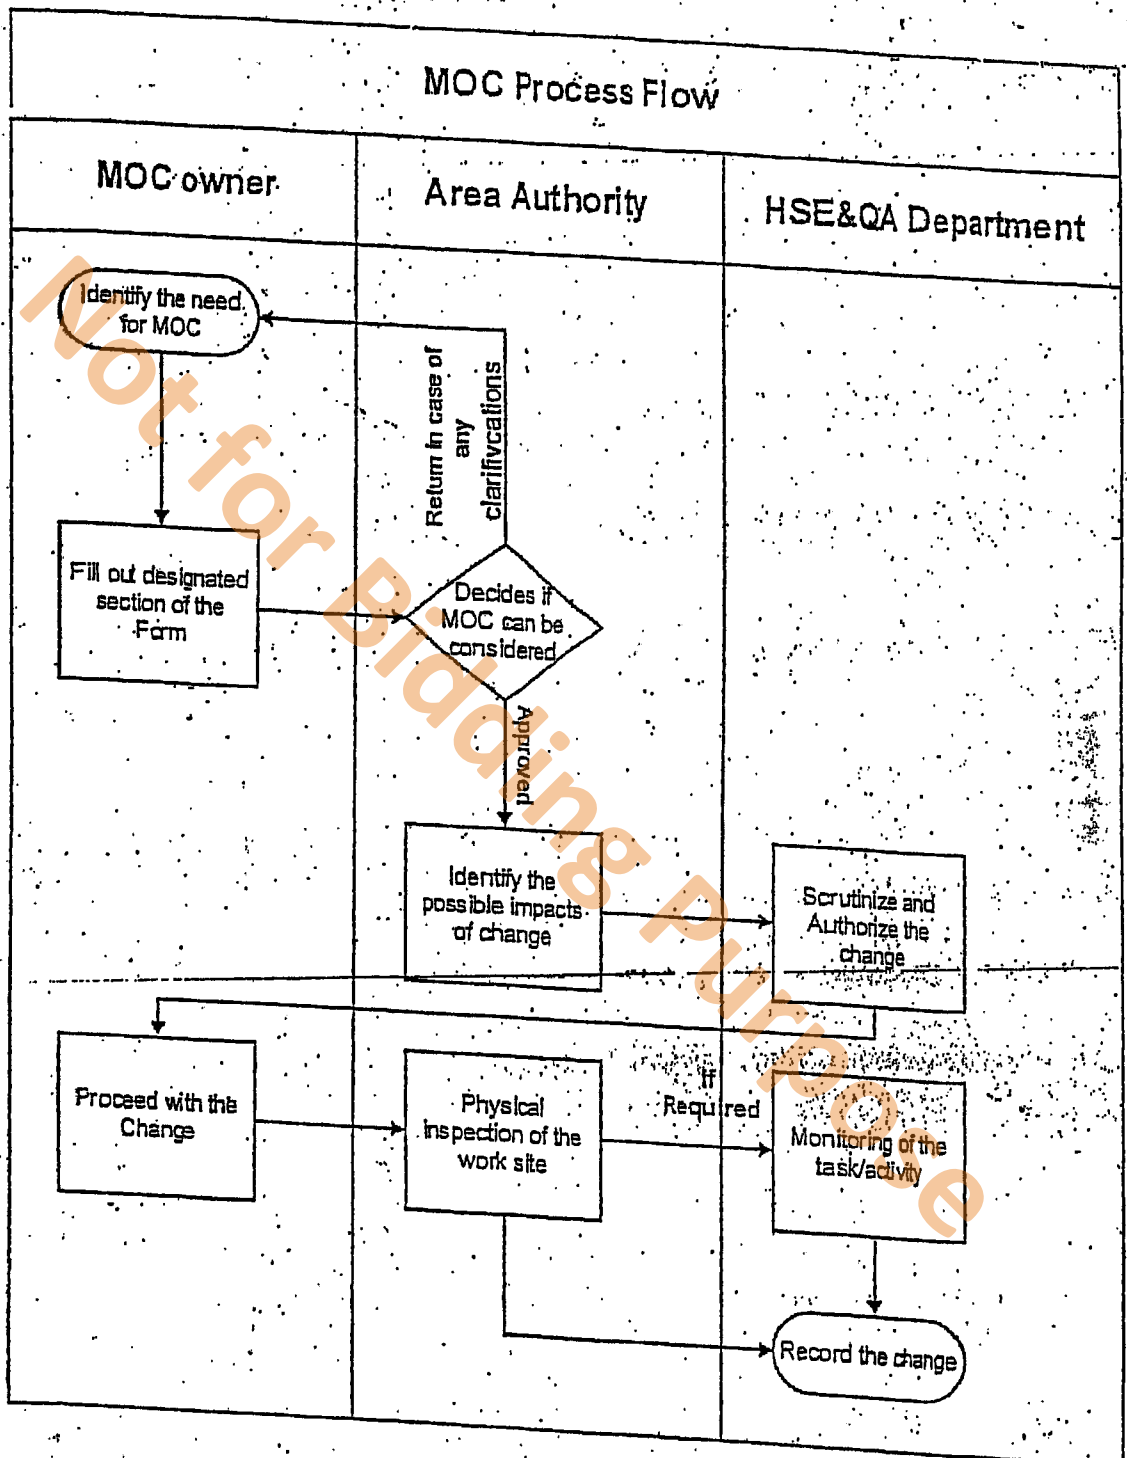 MOC Process Flow
MOC owner
Area Authority
HSE&QA Department
Identify the need
for MOC
Return in case of
any
clarifivcations
Fill out designated
section of the
Form
Decides if
MOC can be
considered
Approved
Identify the
possible impacts
of change
Scrutinize and
Authorize the
change
Proceed with the
Change
Physical
Inspection of the
work site
If
Required
Monitoring of the
task/activity
Record the change
Not for Bidding Purpose